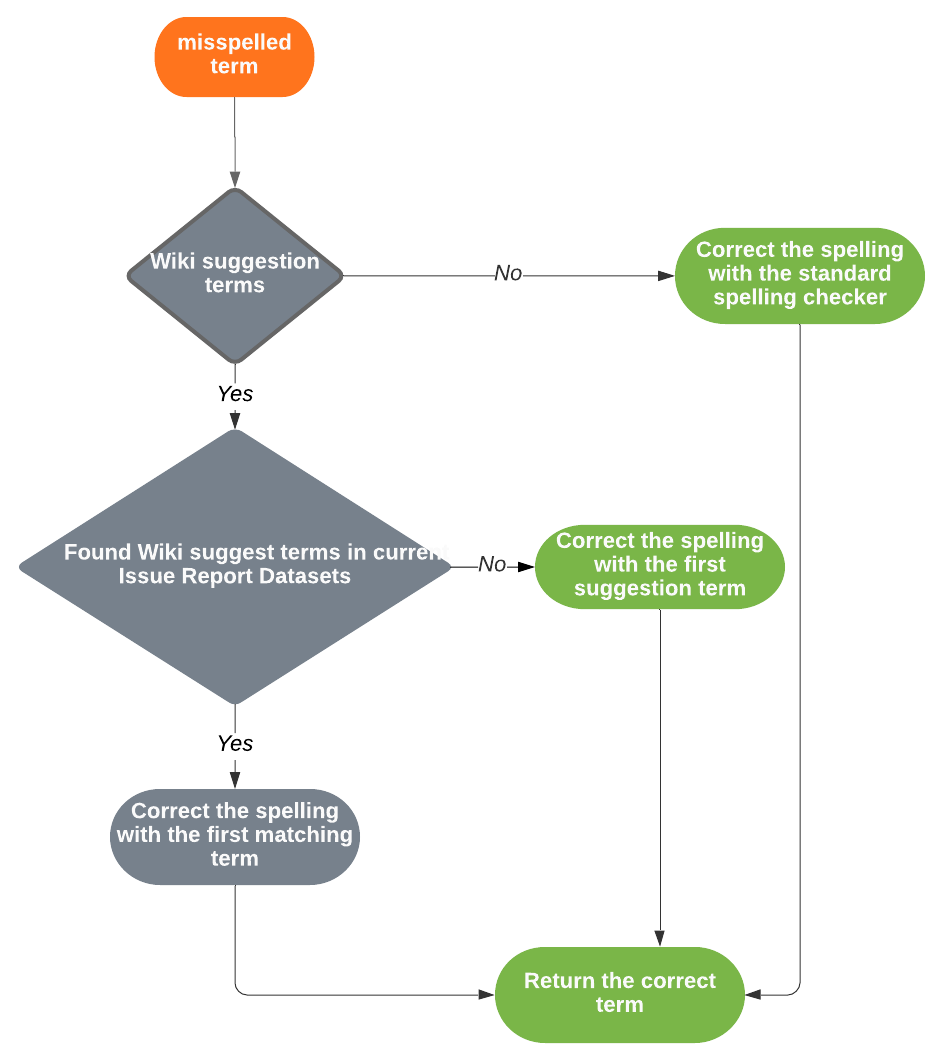 misspelled
term
Wiki suggestion
terms
No
Correct the spelling
with the standard
spelling checker
Yes
Found Wiki suggest terms in curren
Issue Report Datasets
No
Correct the spelling
with the first
suggestion term
Yes
Correct the spelling
with the first matching
term
Return the correct
term